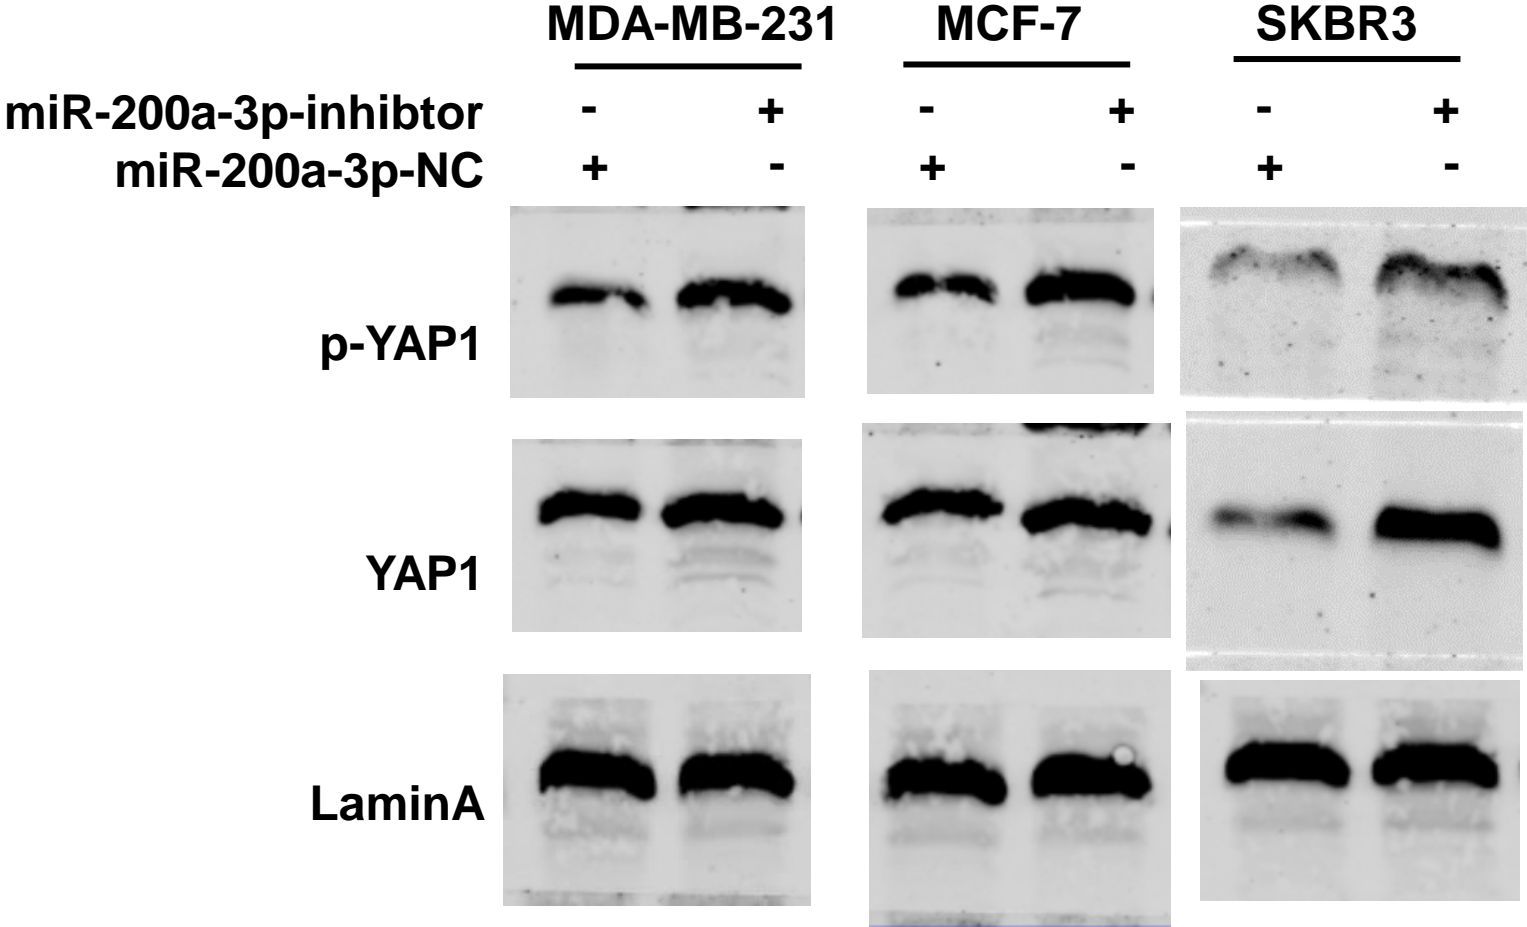 MDA-MB-231 MCF-7 SKBR3
miR-200a-3p-inhibtor - + - + - +
miR-200a-3p-NC + - + - + -
p-YAP1
YAP1
LaminA